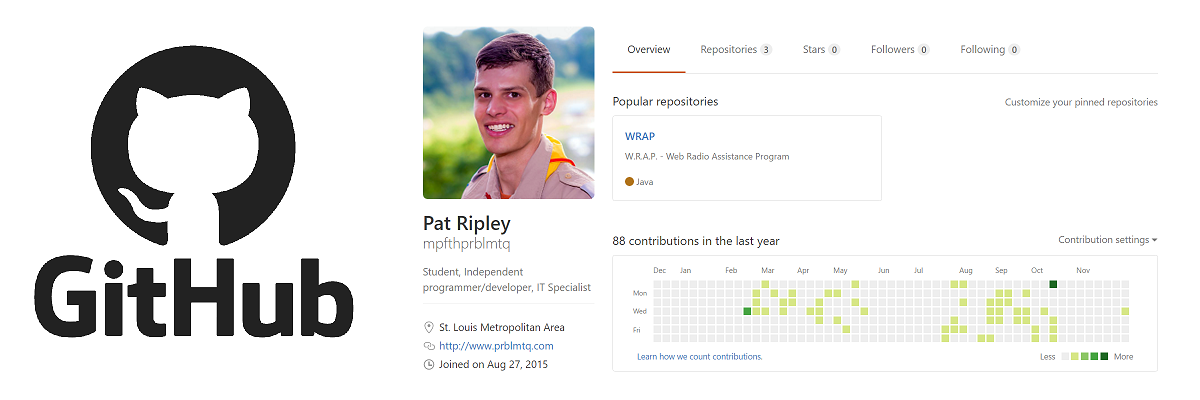 GitHub
Pat Ripley
mpfthprblmtq
Student, Independent
programmer/developer, IT Specialist
St. Louis Metropolitan Area
http://www.prblmtq.com
Joined on Aug 27, 2015
Overview Repositories 3 Stars 0 Followers 0 Following 0
Popular repositories Customize your pinned repositories
WRAP
W.R.A.P. - Web Radio Assistance Program
Java
88 contributions in the last year Contribution settings
Dec Jan Feb Mar Apr May Jun Jul Aug Sep Oct Nov
Mon
Wed
Fri
Learn how we count contributions. Less More